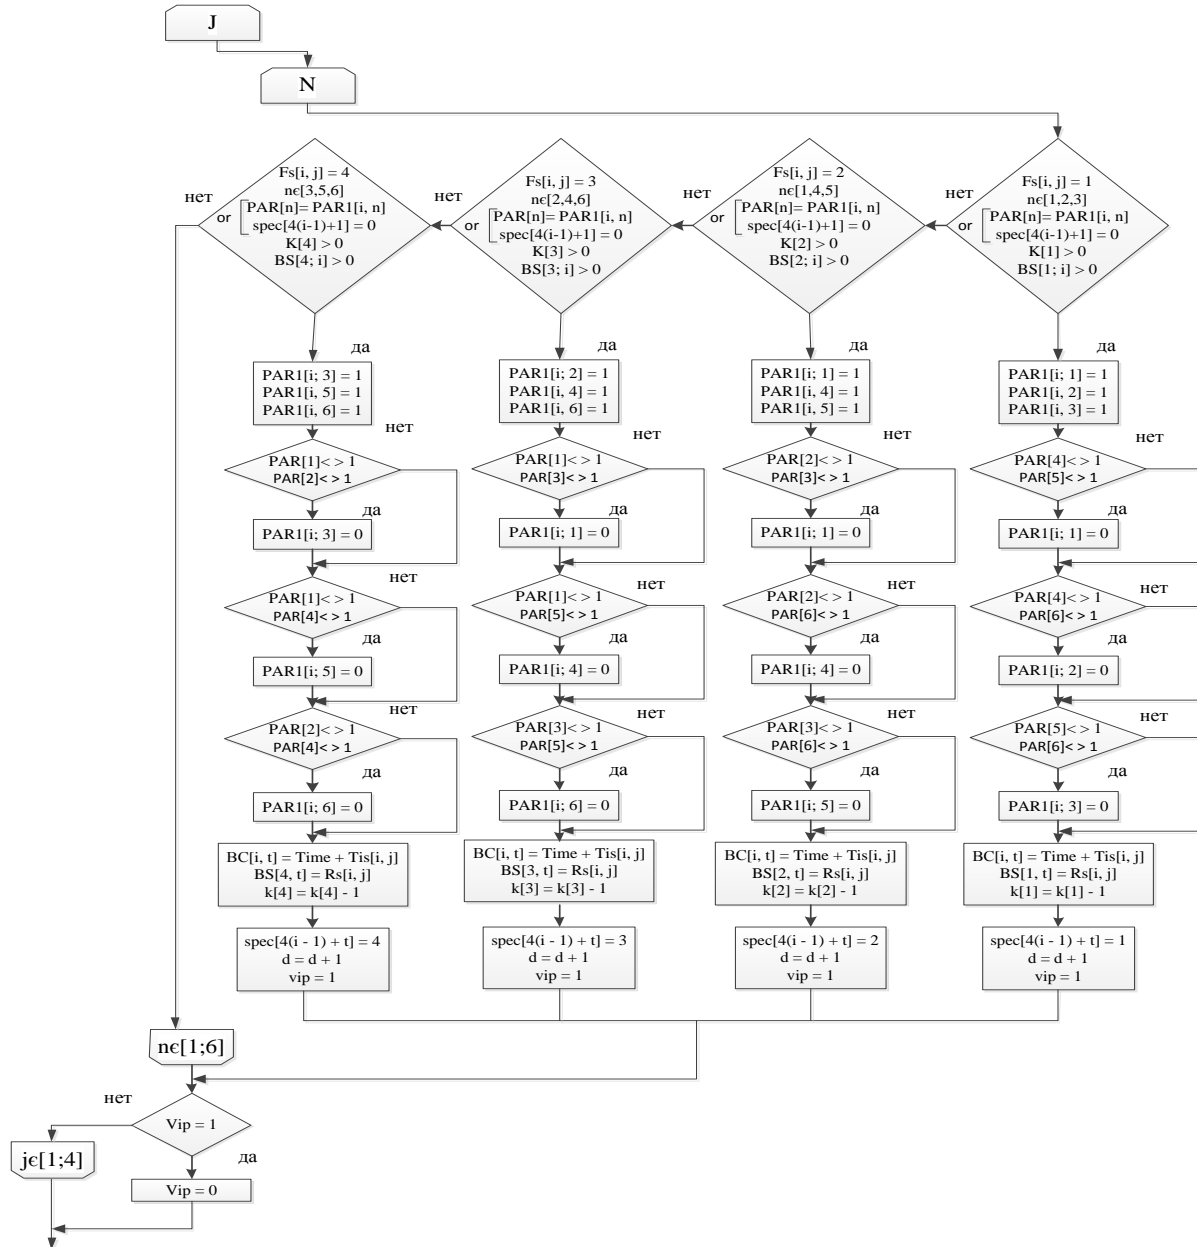 J
N
нет
Fs[i, j] = 4
nє[3,5,6]
or
PAR[n]= PAR1[i, n]
spec[4(i-1)+1] = 0
K[4] > 0
BS[4; i] > 0
нет
Fs[i, j] = 3
nє[2,4,6]
or
PAR[n]= PAR1[i, n]
spec[4(i-1)+1] = 0
K[3] > 0
BS[3; i] > 0
нет
Fs[i, j] = 2
nє[1,4,5]
or
PAR[n]= PAR1[i, n]
spec[4(i-1)+1] = 0
K[2] > 0
BS[2; i] > 0
нет
Fs[i, j] = 1
nє[1,2,3]
or
PAR[n]= PAR1[i, n]
spec[4(i-1)+1] = 0
K[1] > 0
BS[1; i] > 0
да
PAR1[i; 3] = 1
PAR1[i, 5] = 1
PAR1[i, 6] = 1
нет
PAR[1]< > 1
PAR[2]< > 1
да
PAR1[i; 3] = 0
нет
PAR[1]< > 1
PAR[4]< > 1
да
PAR1[i; 5] = 0
нет
PAR[2]< > 1
PAR[4]< > 1
да
PAR1[i; 6] = 0
BC[i, t] = Time + Tis[i, j]
BS[4, t] = Rs[i, j]
k[4] = k[4] - 1
spec[4(i - 1) + t] = 4
d = d + 1
vip = 1
да
PAR1[i; 2] = 1
PAR1[i, 4] = 1
PAR1[i, 6] = 1
нет
PAR[1]< > 1
PAR[3]< > 1
да
PAR1[i; 1] = 0
нет
PAR[1]< > 1
PAR[5]< > 1
да
PAR1[i; 4] = 0
нет
PAR[3]< > 1
PAR[5]< > 1
да
PAR1[i; 6] = 0
BC[i, t] = Time + Tis[i, j]
BS[3, t] = Rs[i, j]
k[3] = k[3] - 1
spec[4(i - 1) + t] = 3
d = d + 1
vip = 1
да
PAR1[i; 1] = 1
PAR1[i, 4] = 1
PAR1[i, 5] = 1
нет
PAR[2]< > 1
PAR[3]< > 1
да
PAR1[i; 1] = 0
нет
PAR[2]< > 1
PAR[6]< > 1
да
PAR1[i; 4] = 0
нет
PAR[3]< > 1
PAR[6]< > 1
да
PAR1[i; 5] = 0
BC[i, t] = Time + Tis[i, j]
BS[2, t] = Rs[i, j]
k[2] = k[2] - 1
spec[4(i - 1) + t] = 2
d = d + 1
vip = 1
да
PAR1[i; 1] = 1
PAR1[i, 2] = 1
PAR1[i, 3] = 1
нет
PAR[4]< > 1
PAR[5]< > 1
да
PAR1[i; 1] = 0
нет
PAR[4]< > 1
PAR[6]< > 1
да
PAR1[i; 2] = 0
нет
PAR[5]< > 1
PAR[6]< > 1
да
PAR1[i; 3] = 0
BC[i, t] = Time + Tis[i, j]
BS[1, t] = Rs[i, j]
k[1] = k[1] - 1
spec[4(i - 1) + t] = 1
d = d + 1
vip = 1
nє[1;6]
нет
Vip = 1
jє[1;4]
да
Vip = 0